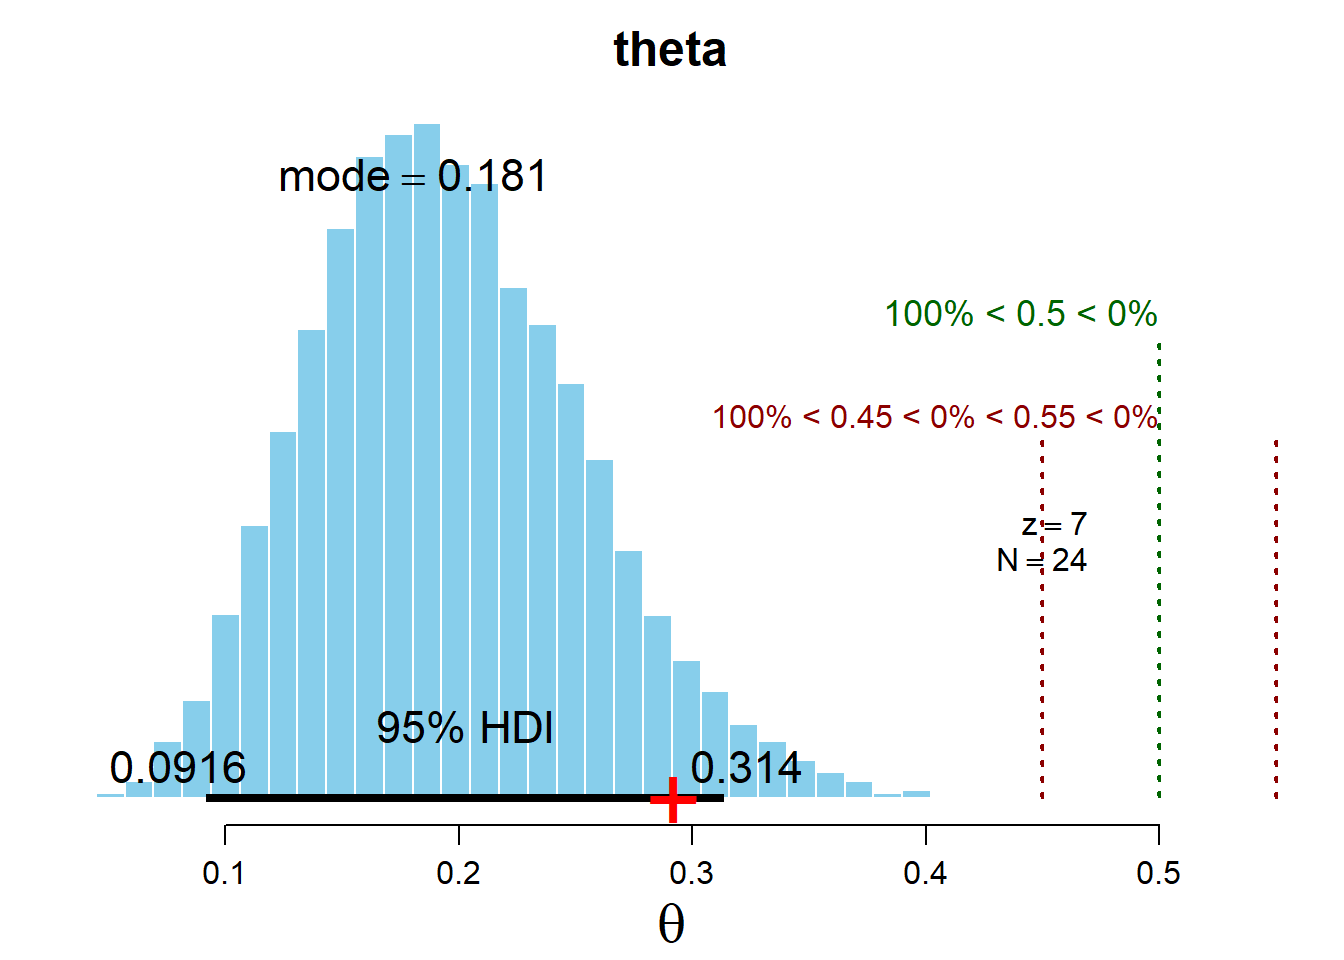 theta
mode = 0.181
100% < 0.5 < 0%
100% < 0.45 < 0% < 0.55 < 0%
z = 7
N = 24
95% HDI
0.0916 0.314
0.1 0.2 0.3 0.4 0.5
θ